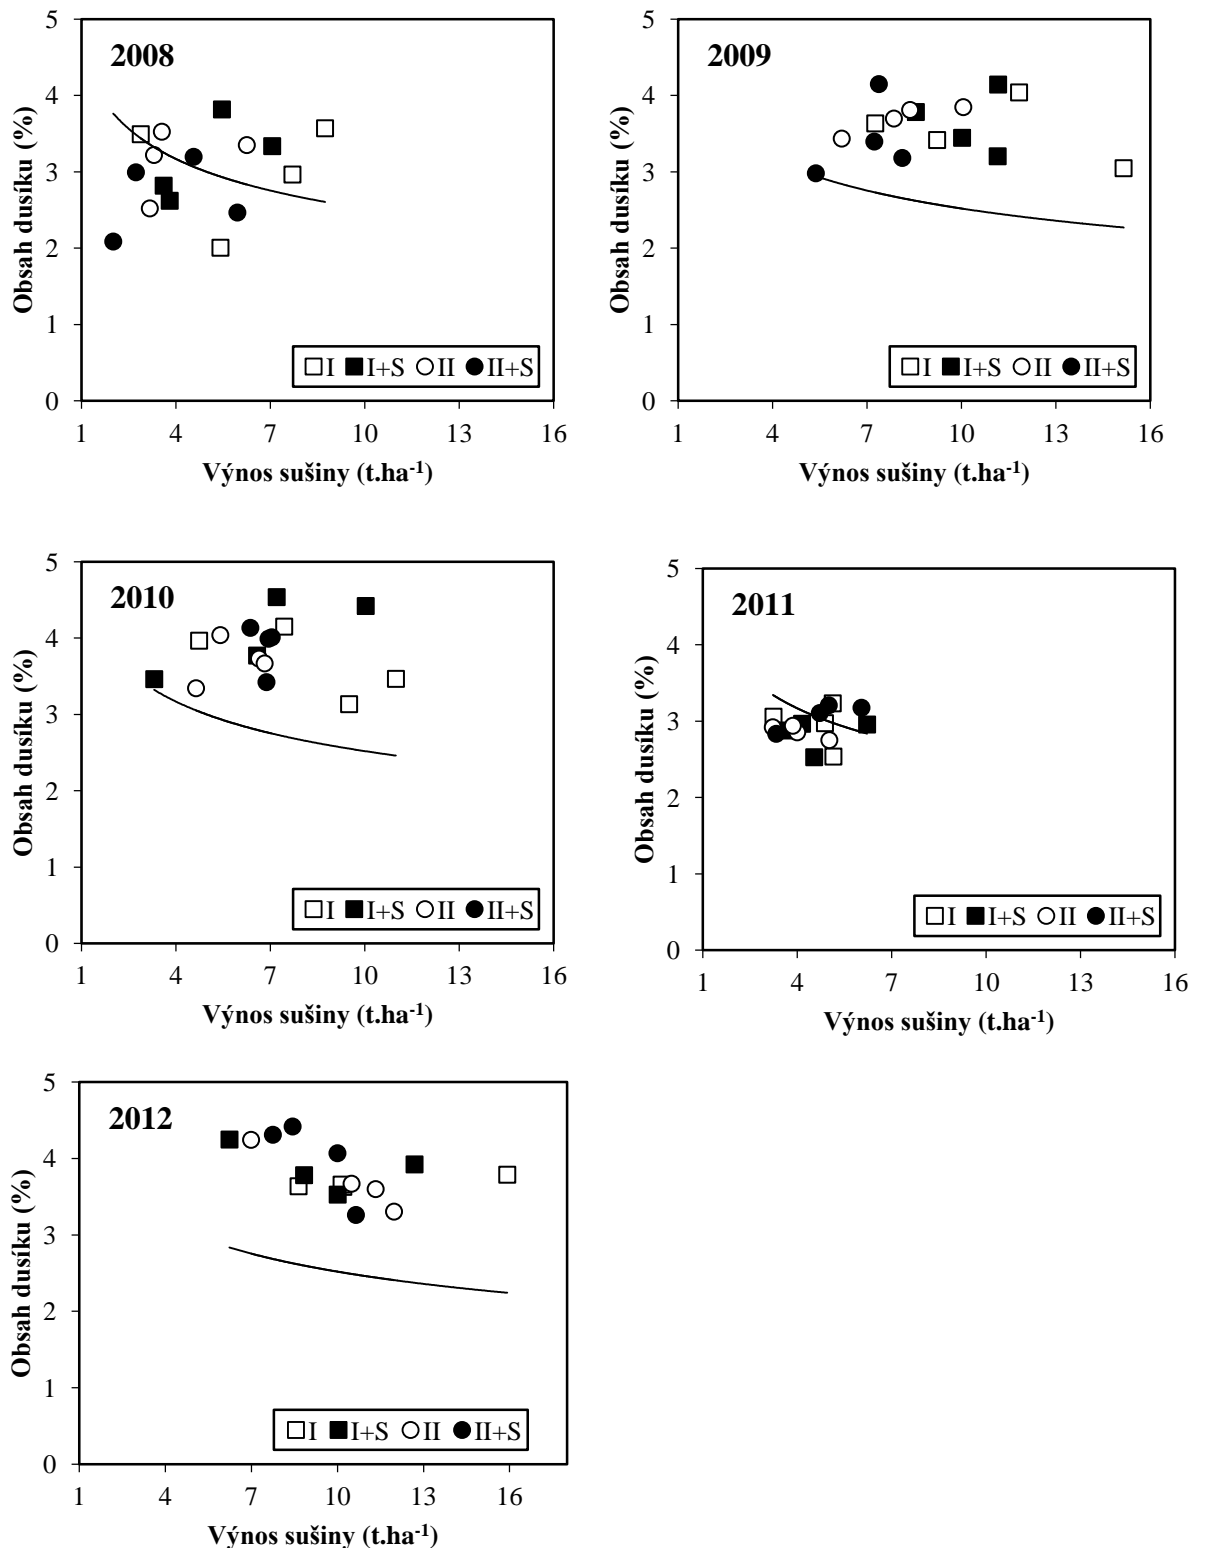 2008
Obsah dusíku (%)
5
4
3
2
1
0
I I+S II II+S
1 4 7 10 13 16
Výnos sušiny (t.ha-1)
2009
Obsah dusíku (%)
5
4
3
2
1
0
I I+S II II+S
1 4 7 10 13 16
Výnos sušiny (t.ha-1)
2010
Obsah dusíku (%)
5
4
3
2
1
0
I I+S II II+S
1 4 7 10 13 16
Výnos sušiny (t.ha-1)
2011
Obsah dusíku (%)
5
4
3
2
1
0
I I+S II II+S
1 4 7 10 13 16
Výnos sušiny (t.ha-1)
2012
Obsah dusíku (%)
5
4
3
2
1
0
I I+S II II+S
1 4 7 10 13 16
Výnos sušiny (t.ha-1)